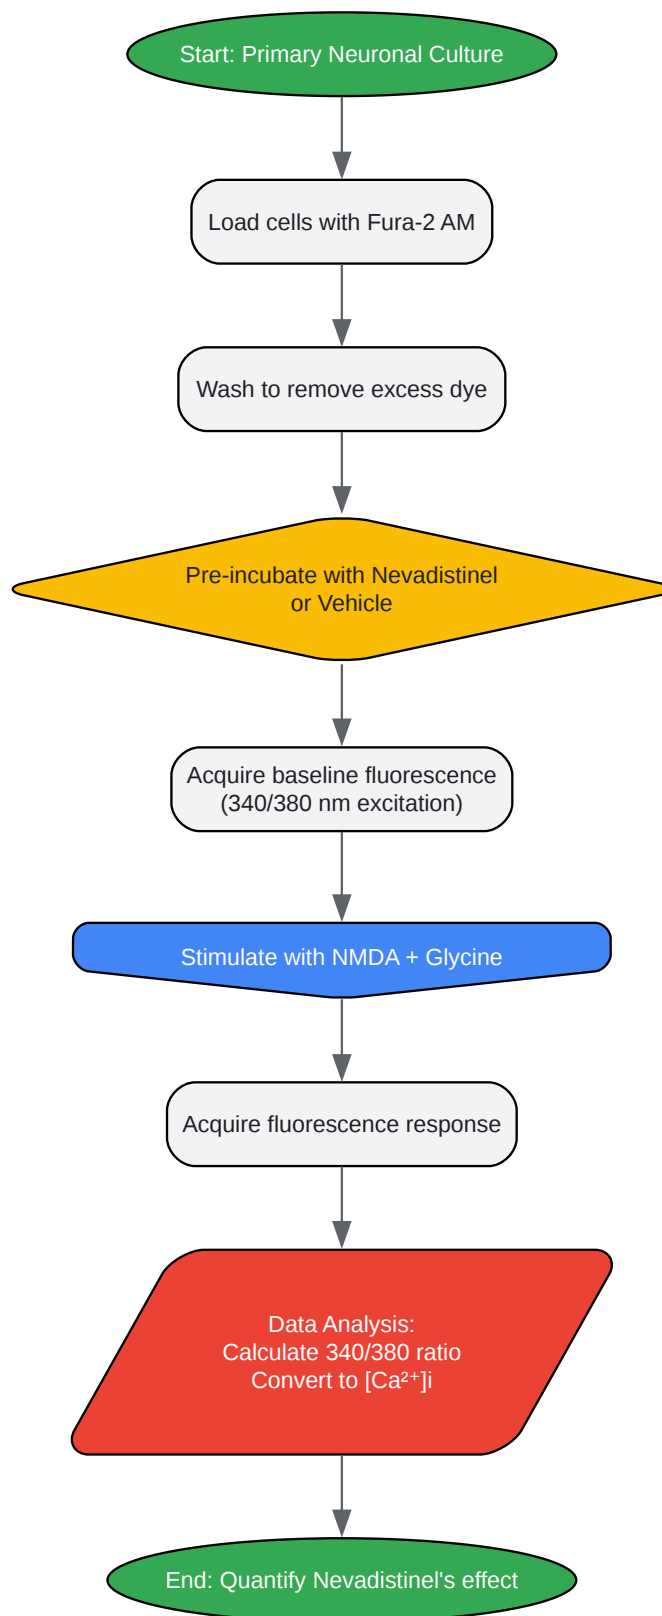 Start: Primary Neuronal Culture
Load cells with Fura-2 AM
Wash to remove excess dye
Pre-incubate with Nevadistinel
or Vehicle
Acquire baseline fluorescence
(340/380 nm excitation)
Stimulate with NMDA + Glycine
Acquire fluorescence response
Data Analysis:
Calculate 340/380 ratio
Convert to [Ca²⁺]i
End: Quantify Nevadistinel's effect